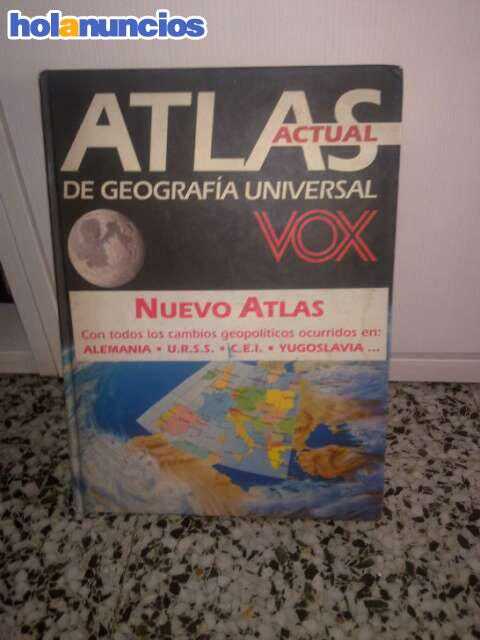 holanuncios
ATLAS
ACTUAL
DE GEOGRAFÍA UNIVERSAL
VOX
NUEVO ATLAS
Con todos los cambios geopolíticos ocurridos en:
ALEMANIA • U.R.S.S. • C.E.I. • YUGOSLAVIA ...